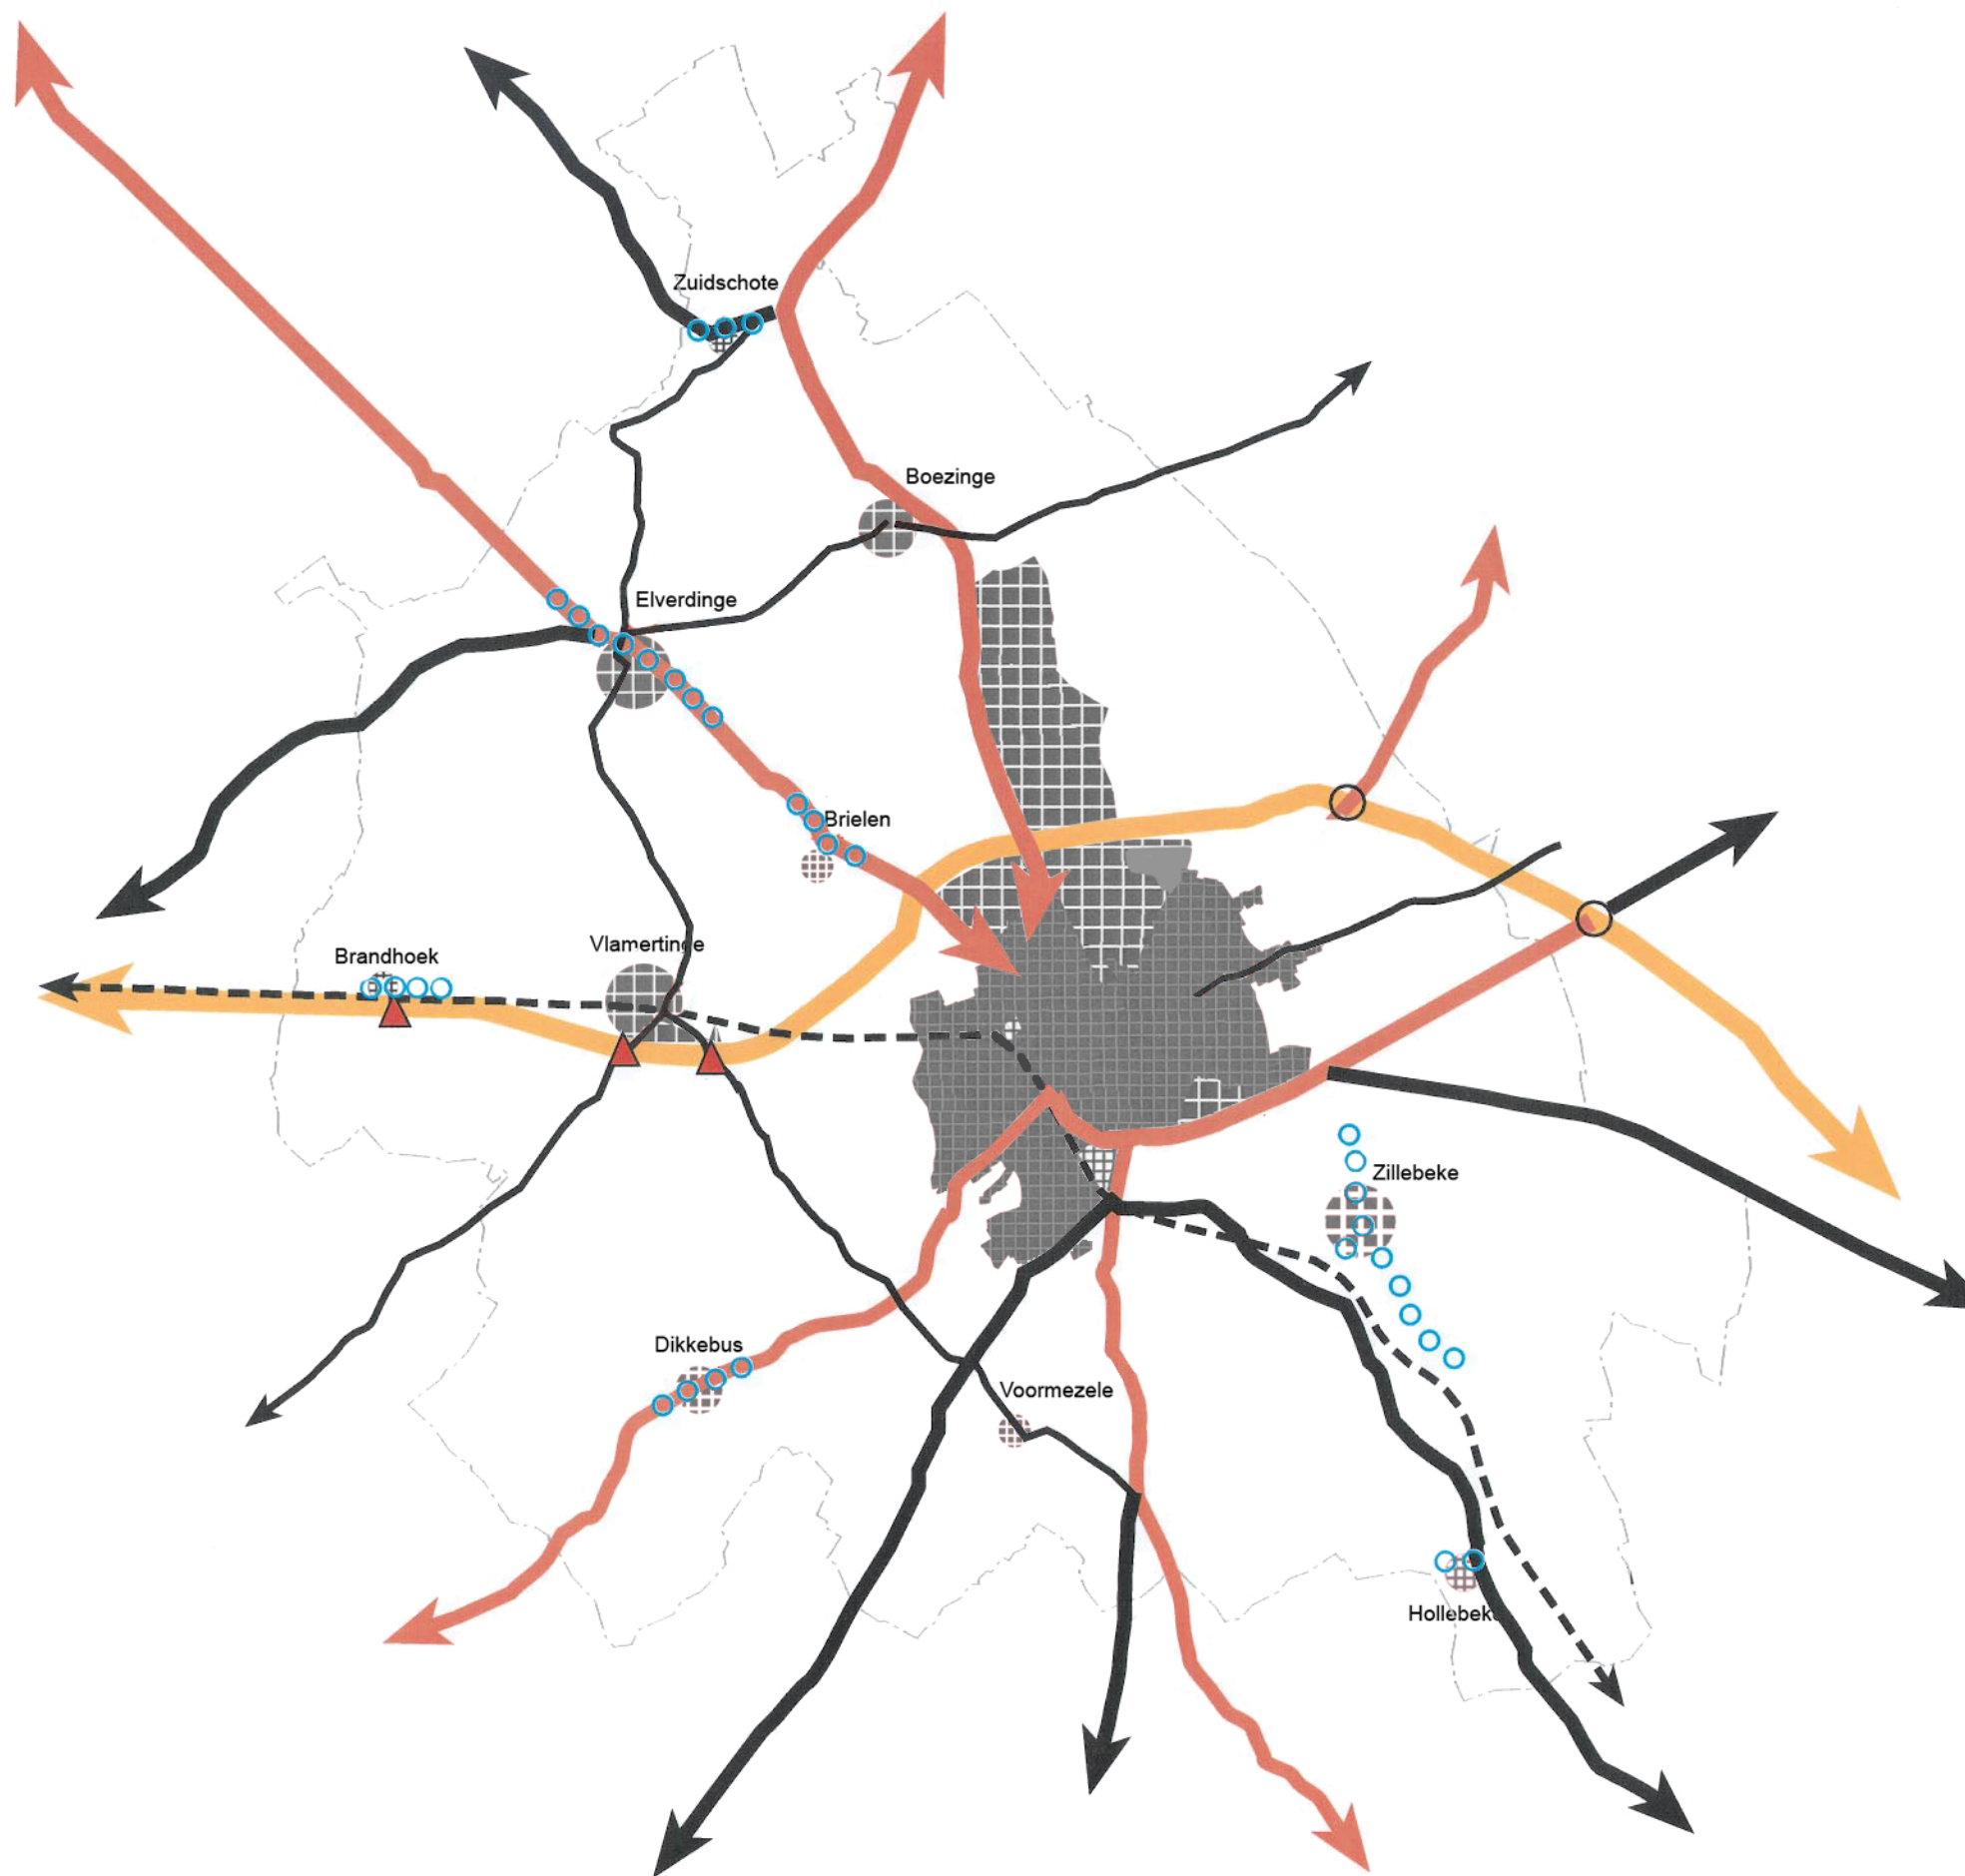 Zuidschote
Boezinge
Elverdinge
Brielen
Vlamertinge
Brandhoek
Zillebeke
Dikkebus
Voormezele
Hollebeke